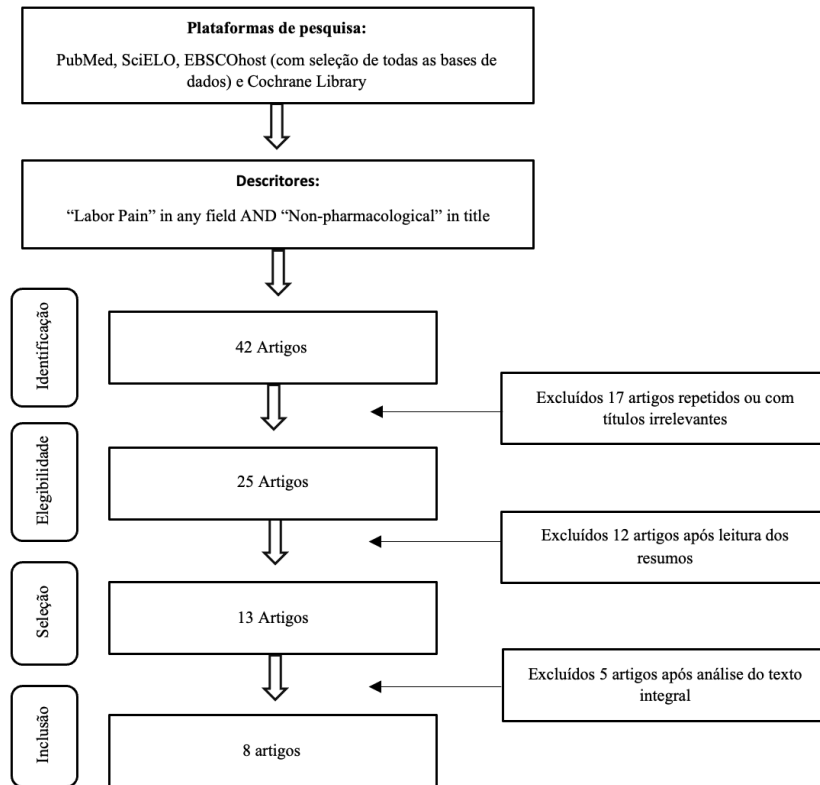 Plataformas de pesquisa:
PubMed, SciELO, EBSCOhost (com seleção de todas as bases de
dados) e Cochrane Library
Descritores:
“Labor Pain” in any field AND “Non-pharmacological” in title
Identificação
42 Artigos
Excluídos 17 artigos repetidos ou com
títulos irrelevantes
Elegibilidade
25 Artigos
Excluídos 12 artigos após leitura dos
resumos
Seleção
13 Artigos
Excluídos 5 artigos após análise do texto
integral
Inclusão
8 artigos